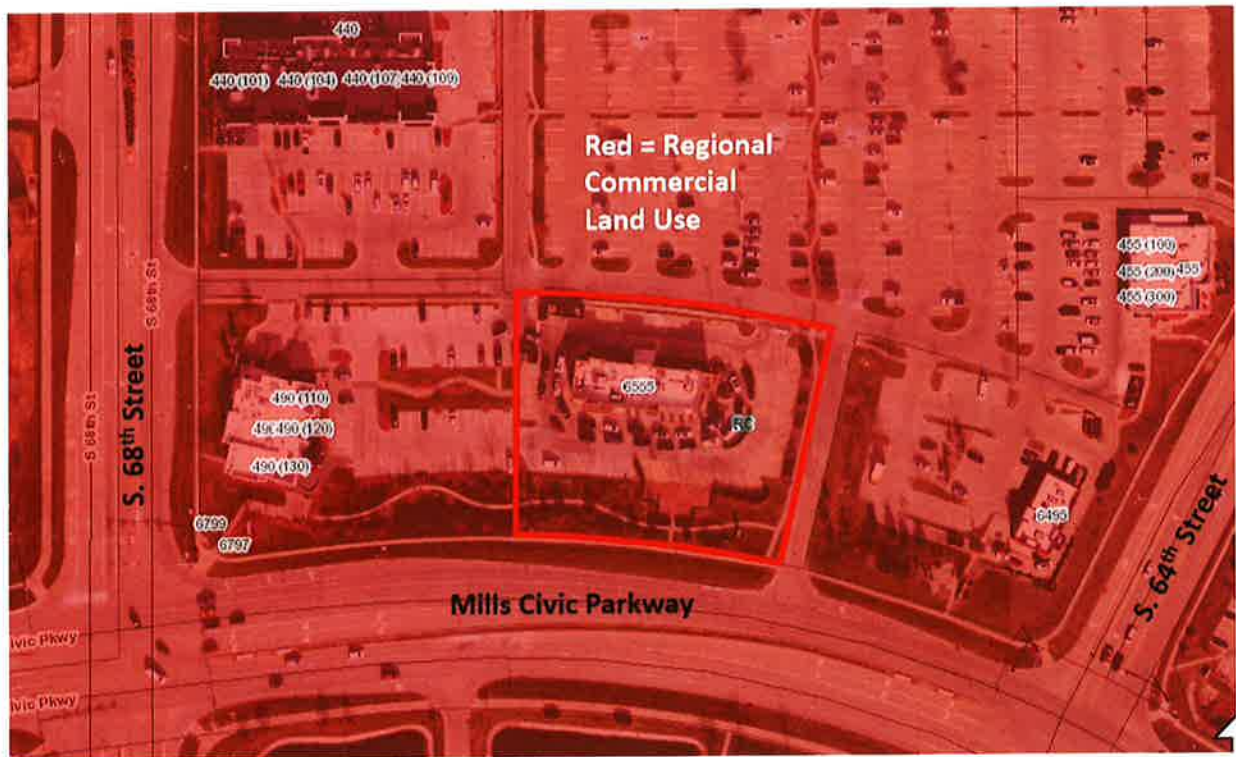 440
440 (101)
440 (104)
440 (107)
440 (109)
Red = Regional
Commercial
Land Use
455 (100)
455 (200)
455
455 (300)
S 68th St
S 68th St
S. 68th Street
6555
RC
490 (110)
490 (120)
490 (130)
6799
6797
6495
S. 64th Street
Mills Civic Parkway
ivic Pkwy
Civic Pkwy